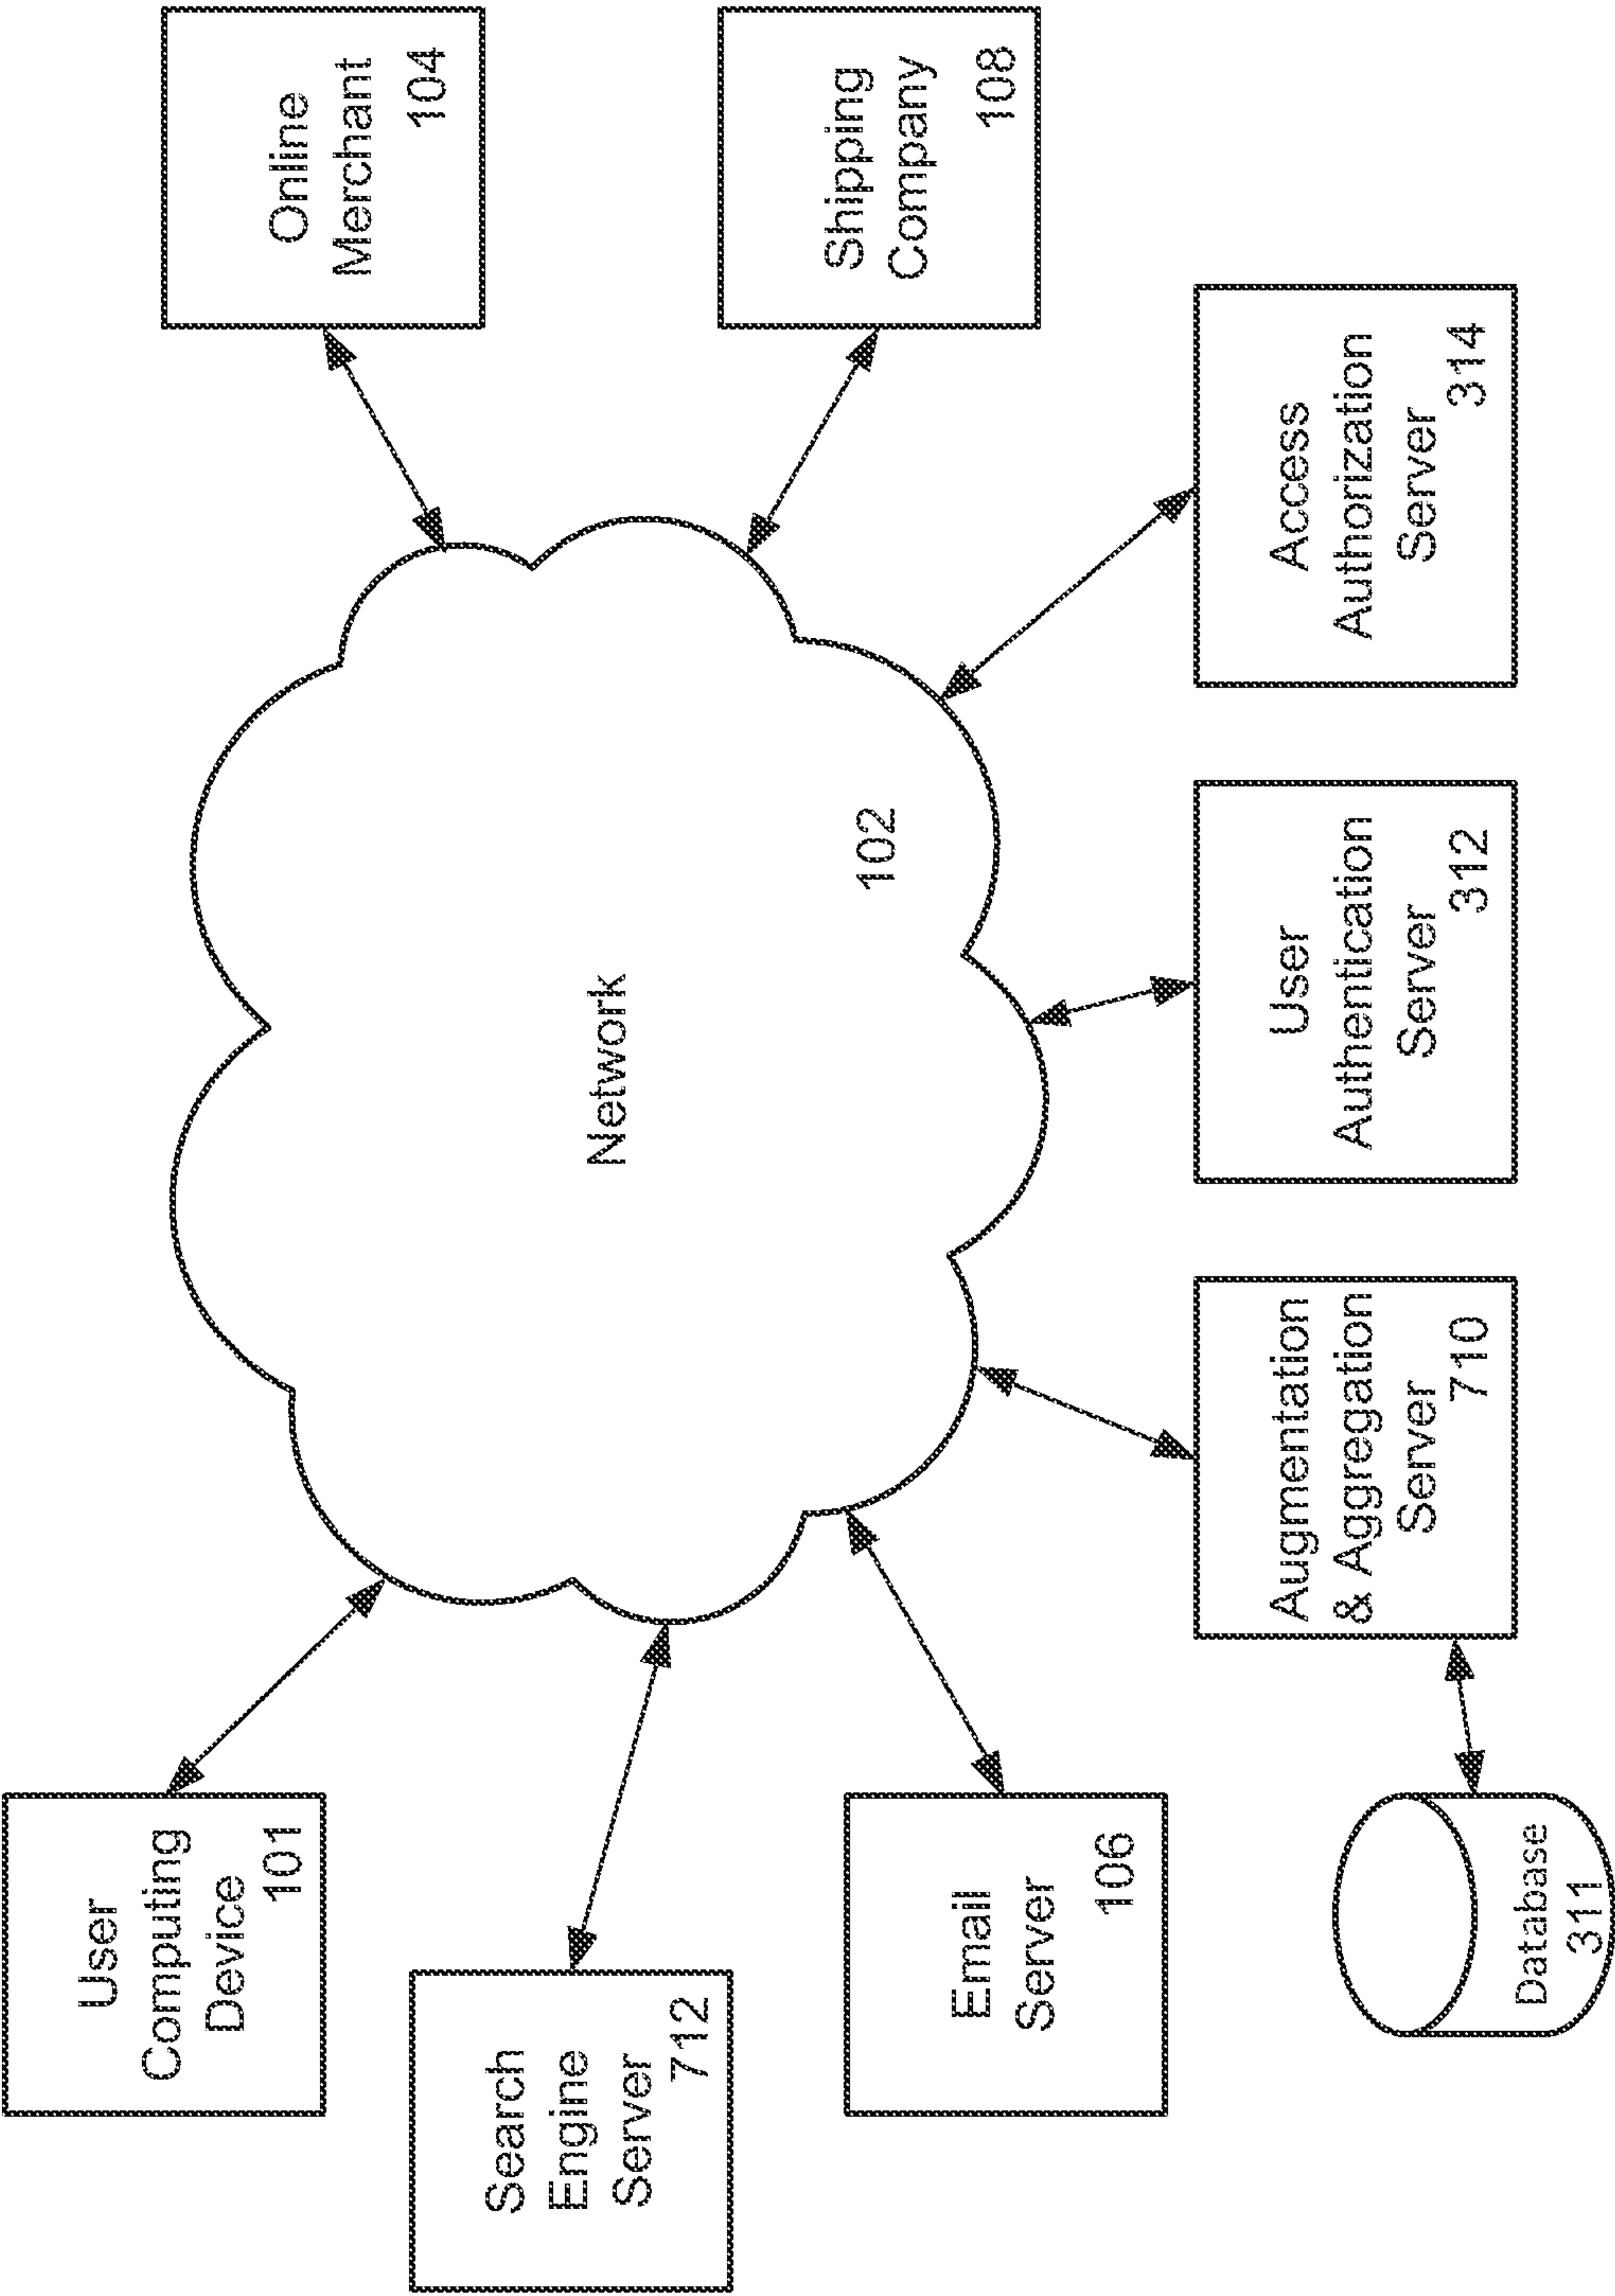 User
Computing
Device
101
Online
Merchant
104
Search
Engine
Server
712
Network
102
Shipping
Company
108
Email
Server
106
Database
311
Augmentation
& Aggregation
Server
710
User
Authentication
Server
312
Access
Authorization
Server
314